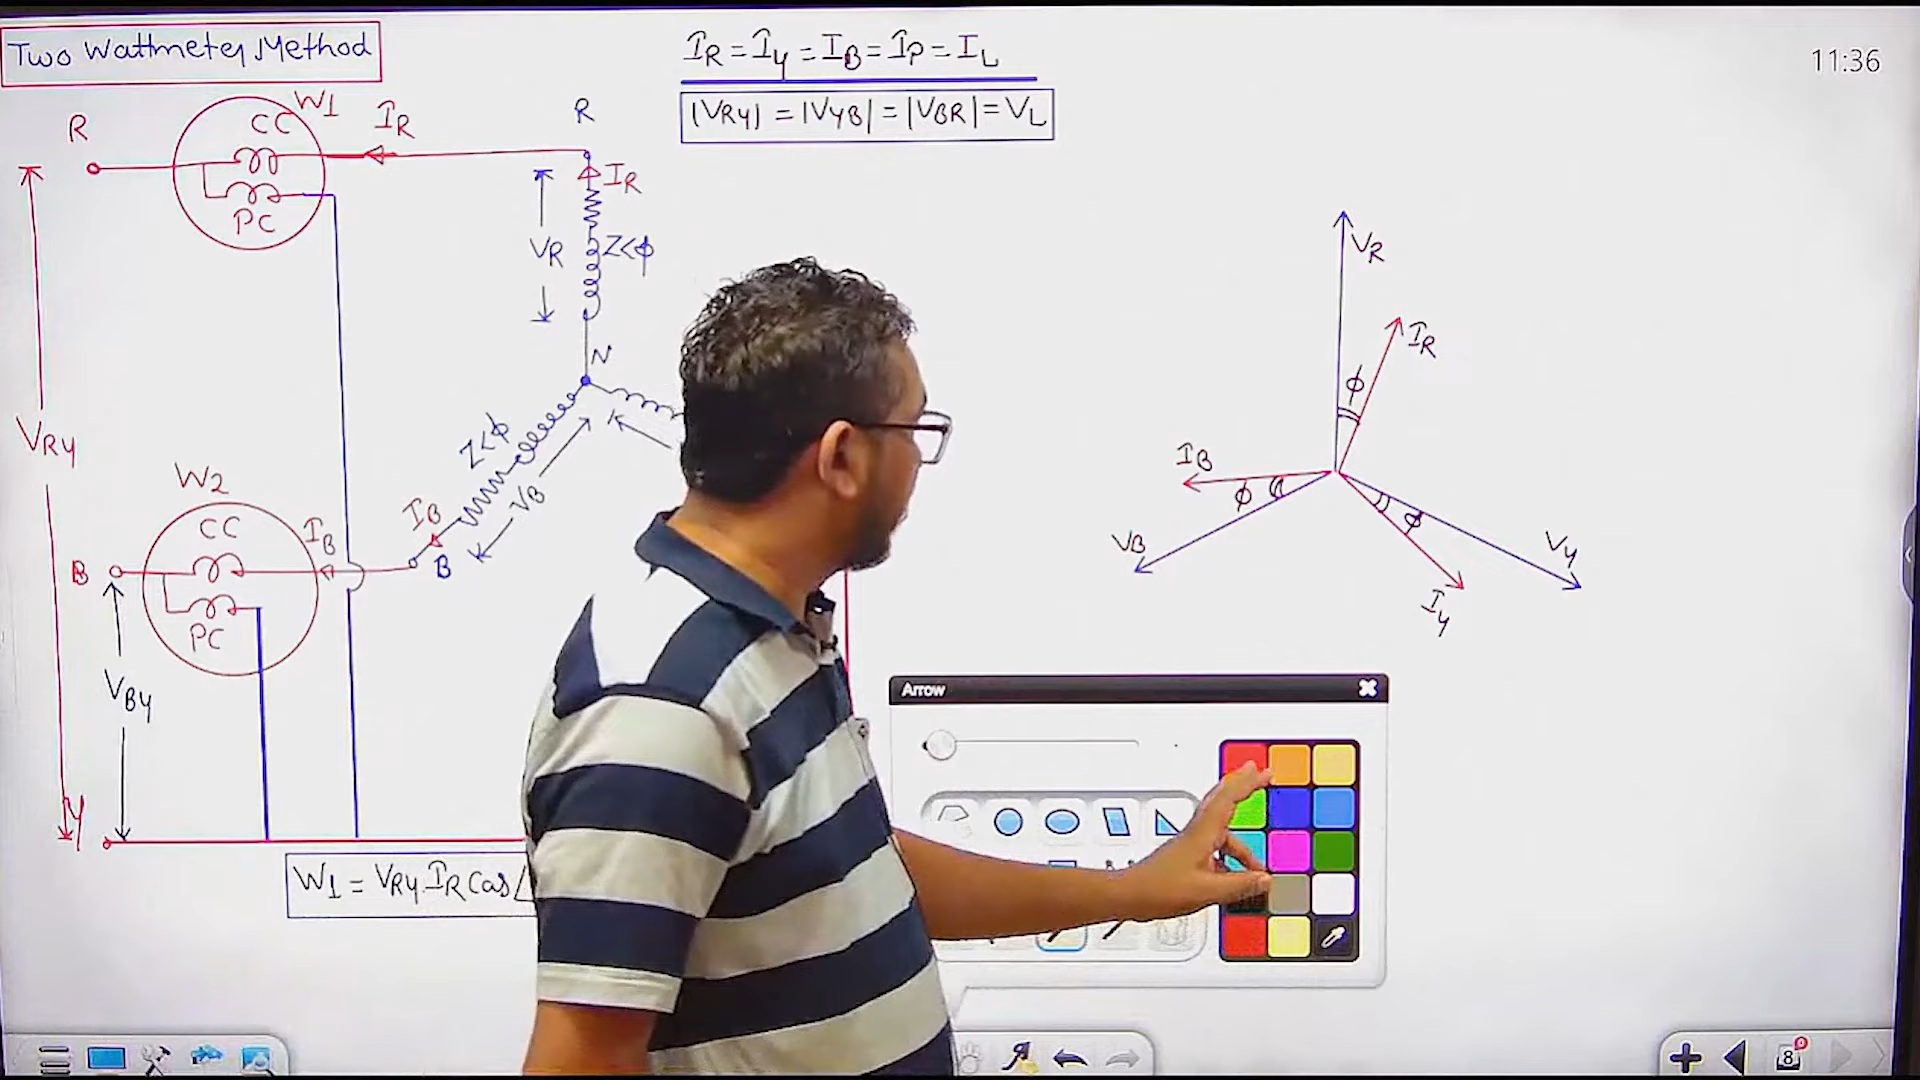 Two Wattmeter Method
IR = IY = IB = IP = IL
|VRY| = |VYB| = |VBR| = VL
11:36
W1
R
CC
IR
PC
R
IR
VR
Z<ϕ
N
VRY
Z<ϕ
VB
W2
CC
IB
IB
B
B
PC
VBY
Y
W1 = VRY.IR Cos∠
VR
IR
ϕ
IB
ϕ
ϕ
VB
VY
IY
Arrow
8